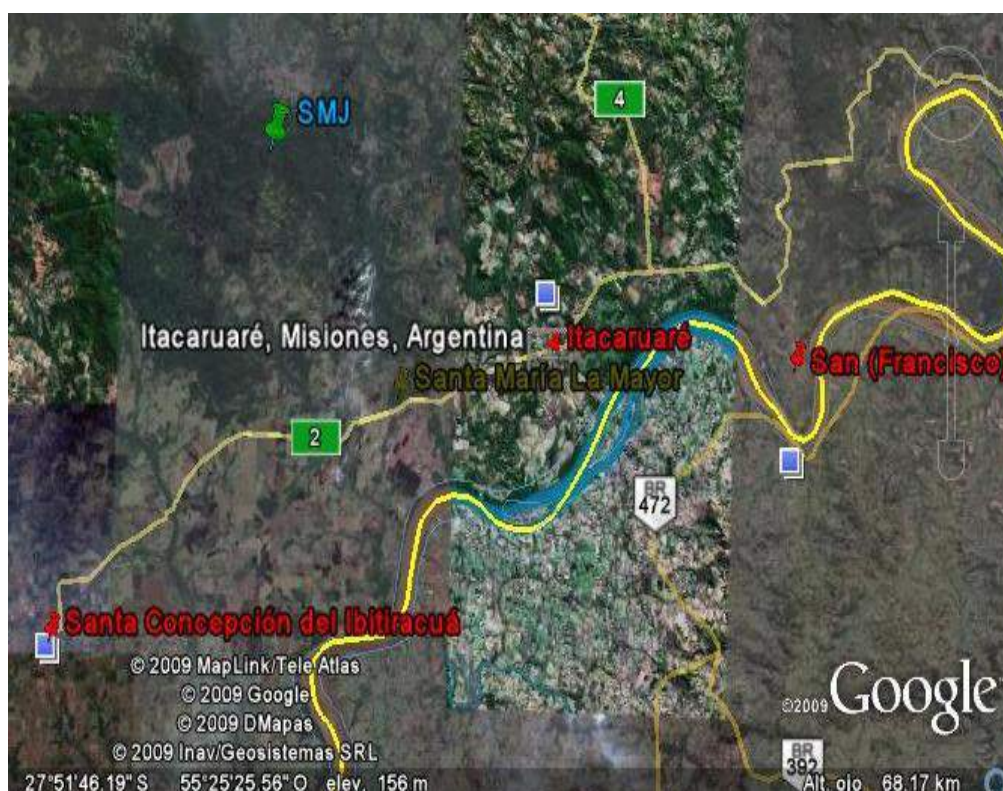 4
SMJ
Itacaruaré, Misiones, Argentina
Itacaruaré
San (Francisco)
Santa María La Mayor
2
BR
472
Santa Concepción del Ibitiracuá
© 2009 MapLink/Tele Atlas
© 2009 Google
© 2009 DMapas
© 2009 Inav/Geosistemas SRL
©2009 Google
BR
392
27°51'46.19" S 55°25'25.56" O elev. 156 m Alt. ojo 68.17 km